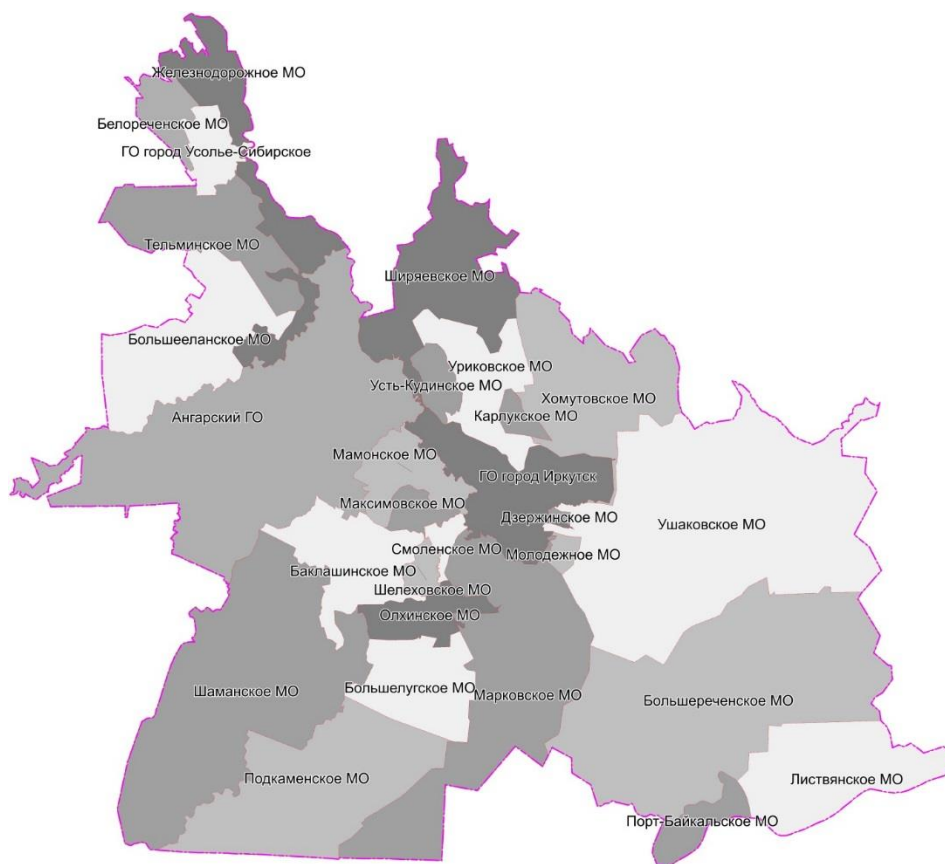 Железнодорожное МО
Белореченское МО
ГО город Усолье-Сибирское
Тельминское МО
Ширяевское МО
Большееланское МО
Уриковское МО
Усть-Кудинское МО
Хомутовское МО
Ангарский ГО
Карлукское МО
Мамонское МО
ГО город Иркутск
Максимовское МО
Дзержинское МО
Ушаковское МО
Смоленское МО
Молодежное МО
Баклашинское МО
Шелеховское МО
Олхинское МО
Шаманское МО
Большелугское МО
Марковское МО
Большереченское МО
Подкаменское МО
Листвянское МО
Порт-Байкальское МО